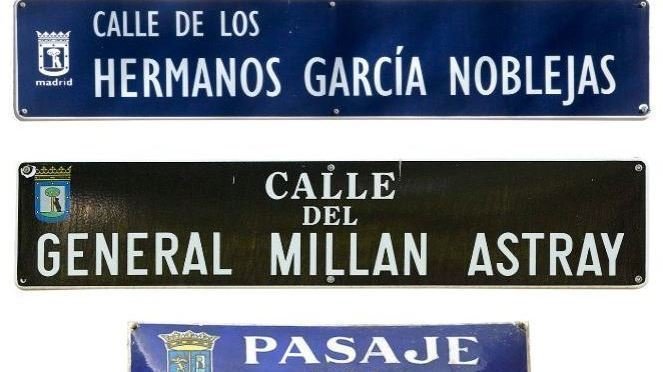 CALLE DE LOS
HERMANOS GARCÍA NOBLEJAS
madrid
CALLE
DEL
GENERAL MILLAN ASTRAY
PASAJE